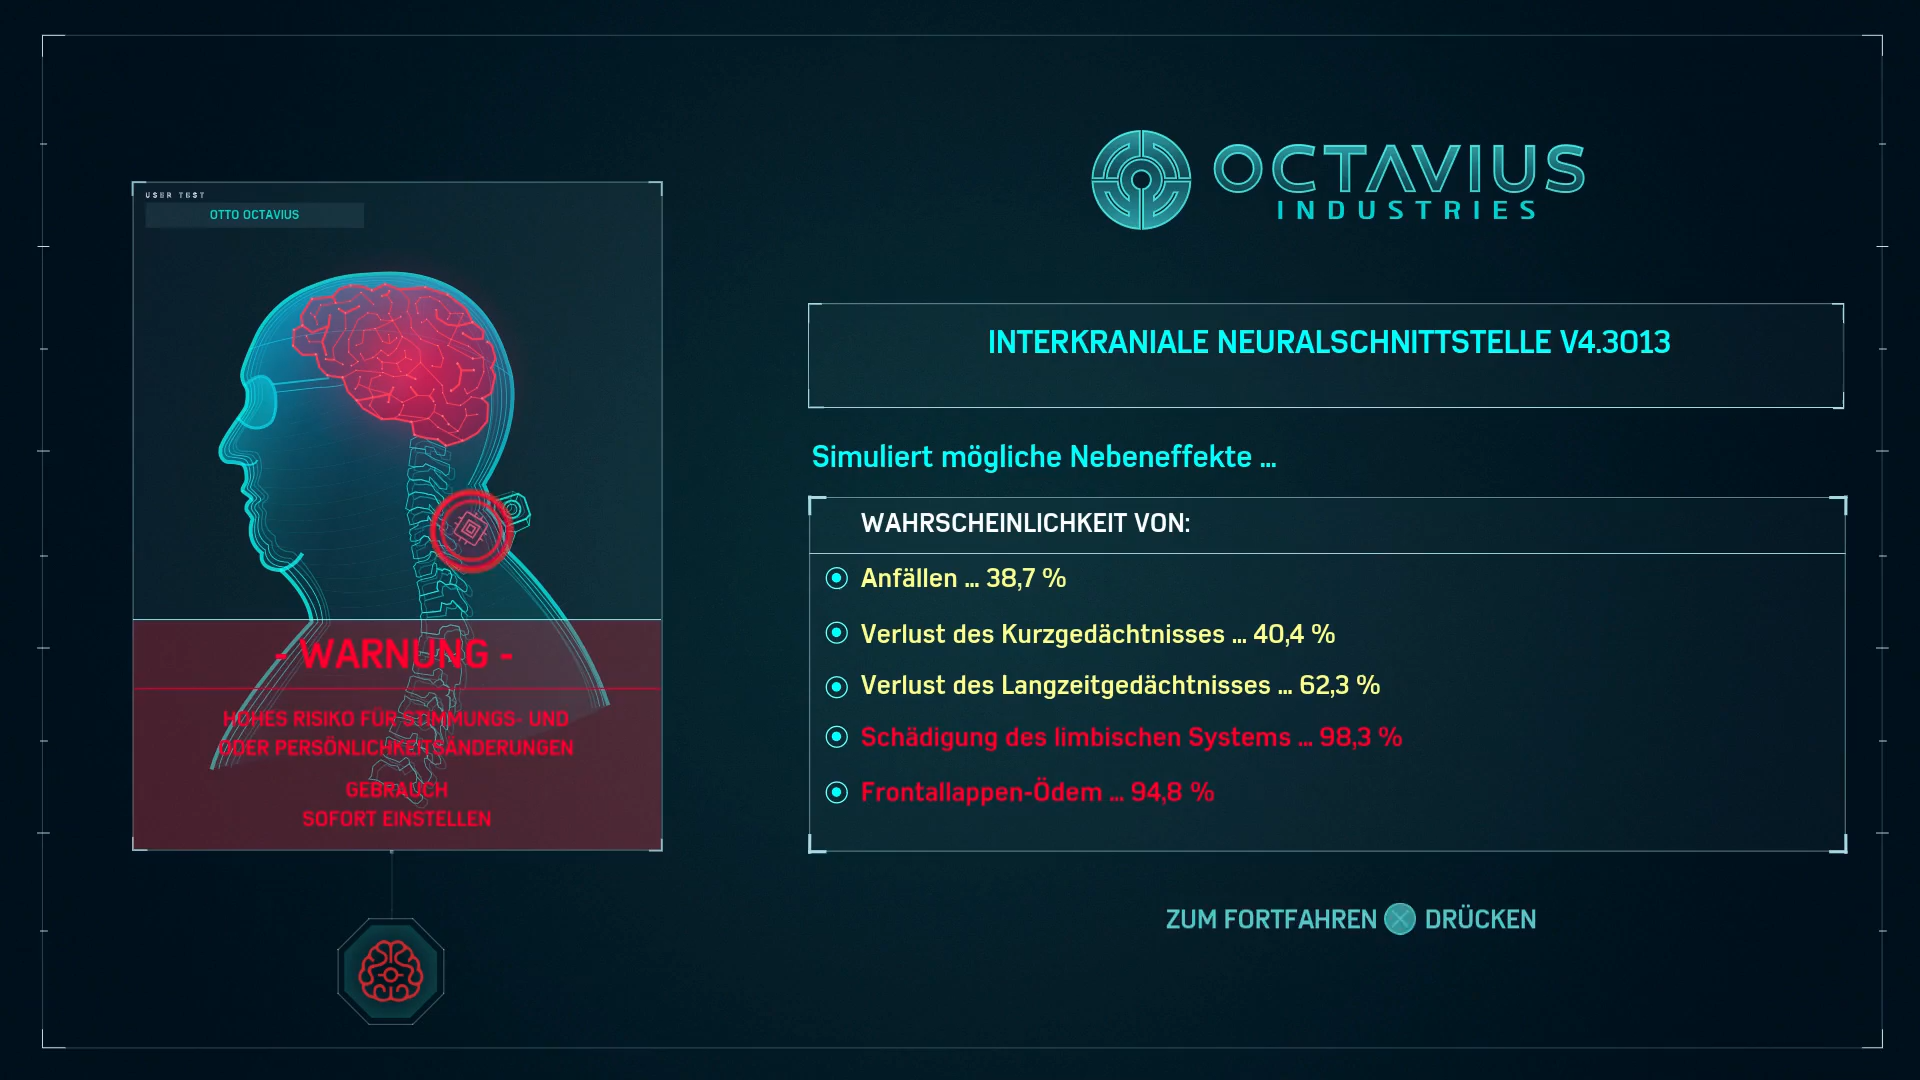 USER TEST
OTTO OCTAVIUS
- WARNUNG -
HOHES RISIKO FÜR STIMMUNGS- UND
ODER PERSÖNLICHKEITSÄNDERUNGEN
GEBRAUCH
SOFORT EINSTELLEN
OCTAVIUS
INDUSTRIES
INTERKRANIALE NEURALSCHNITTSTELLE V4.3013
Simuliert mögliche Nebeneffekte ...
WAHRSCHEINLICHKEIT VON:
Anfällen ... 38,7 %
Verlust des Kurzgedächtnisses ... 40,4 %
Verlust des Langzeitgedächtnisses ... 62,3 %
Schädigung des limbischen Systems ... 98,3 %
Frontallappen-Ödem ... 94,8 %
ZUM FORTFAHREN DRÜCKEN